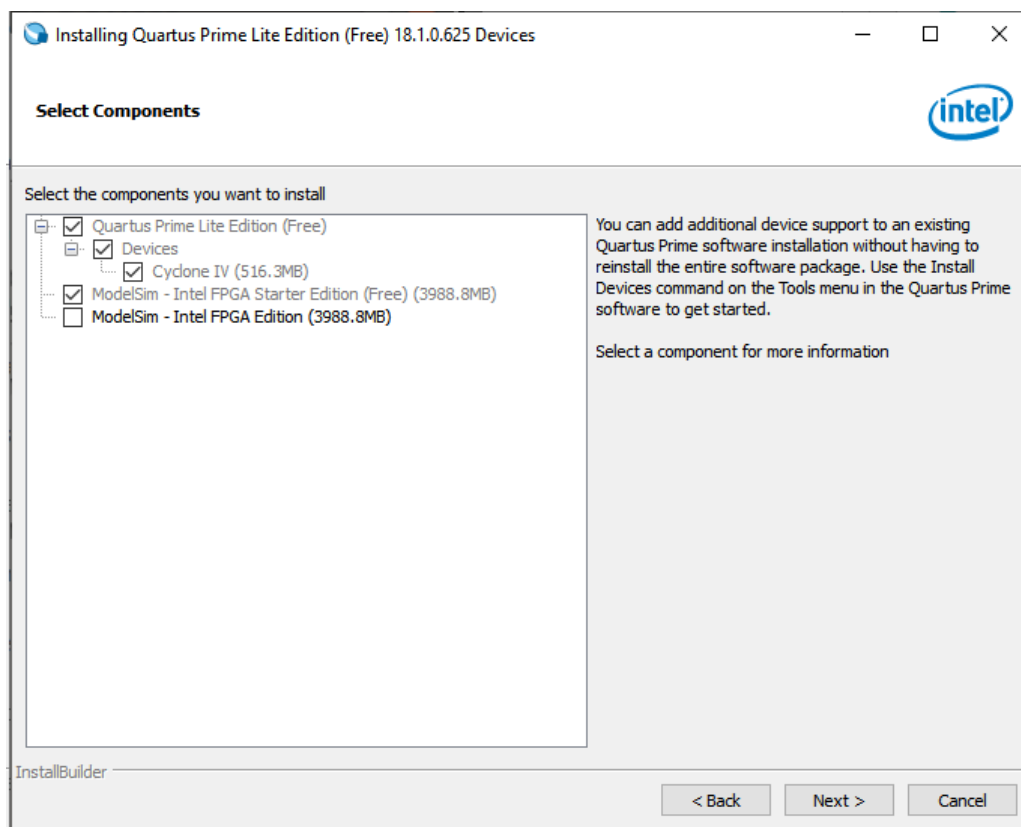 Installing Quartus Prime Lite Edition (Free) 18.1.0.625 Devices
Select Components
intel
Select the components you want to install
Quartus Prime Lite Edition (Free)
Devices
Cyclone IV (516.3MB)
ModelSim - Intel FPGA Starter Edition (Free) (3988.8MB)
ModelSim - Intel FPGA Edition (3988.8MB)
You can add additional device support to an existing
Quartus Prime software installation without having to
reinstall the entire software package. Use the Install
Devices command on the Tools menu in the Quartus Prime
software to get started.
Select a component for more information
InstallBuilder
< Back
Next >
Cancel